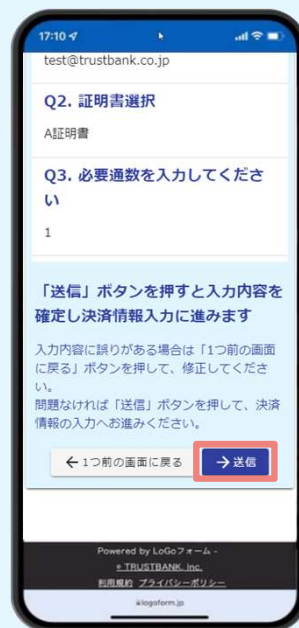 17:10
test@trustbank.co.jp
Q2. 証明書選択
A証明書
Q3. 必要通数を入力してくださ
い
1
「送信」ボタンを押すと入力内容を
確定し決済情報入力に進みます
入力内容に誤りがある場合は「1つ前の画面
に戻る」ボタンを押して、修正してくださ
い。
問題なければ「送信」ボタンを押して、決済
情報の入力へお進みください。
←1つ前の画面に戻る
→送信
Powered by LoGoフォーム -
© TRUSTBANK, Inc.
利用規約 プライバシーポリシー
logoform.jp